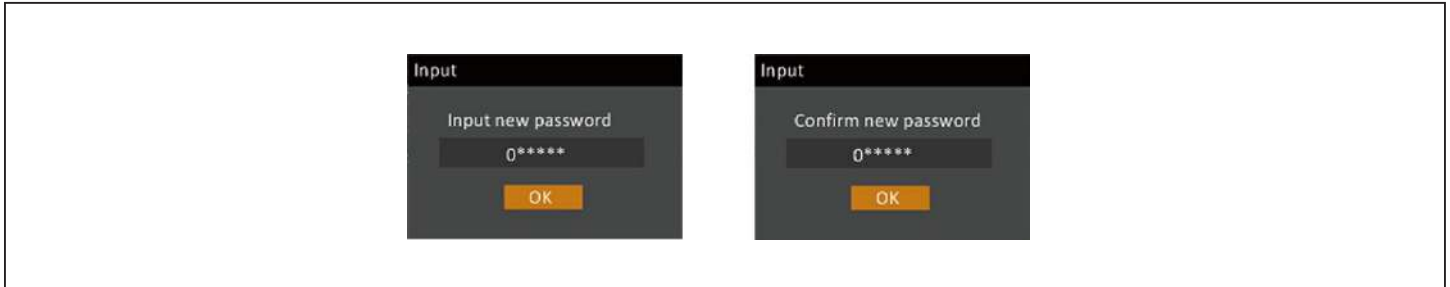 Input
Input new password
0*****
OK
Input
Confirm new password
0*****
OK